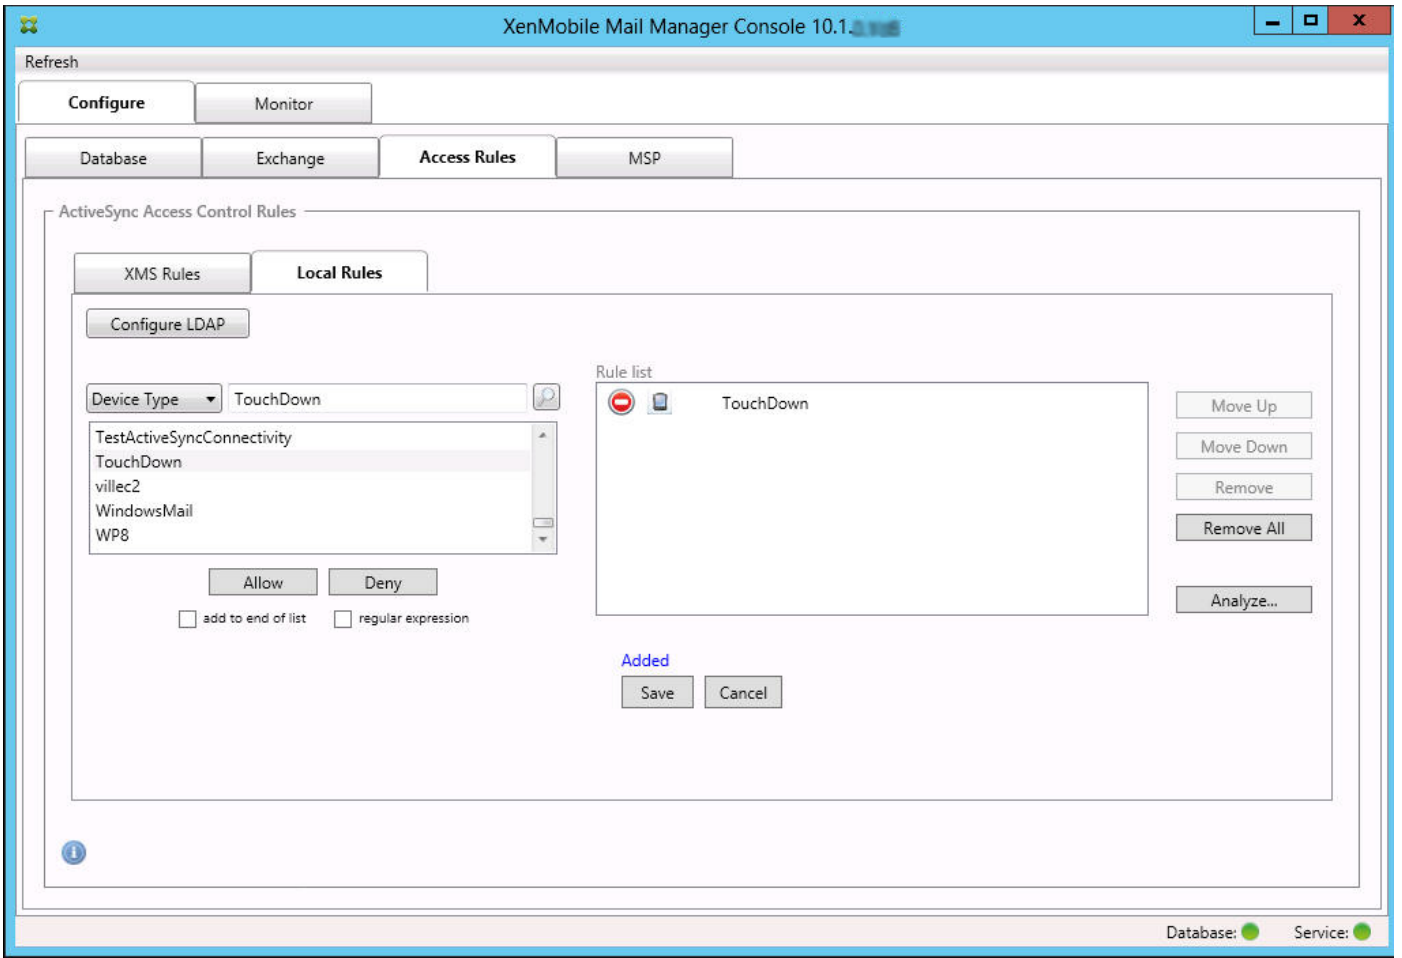 XenMobile Mail Manager Console 10.1.
Refresh
Configure
Monitor
Database
Exchange
Access Rules
MSP
ActiveSync Access Control Rules
XMS Rules
Local Rules
Configure LDAP
Rule list
Device Type
TouchDown
TestActiveSyncConnectivity
TouchDown
villec2
WindowsMail
WP8
Allow
Deny
add to end of list
regular expression
TouchDown
Move Up
Move Down
Remove
Remove All
Analyze...
Added
Save
Cancel
Database:
Service: